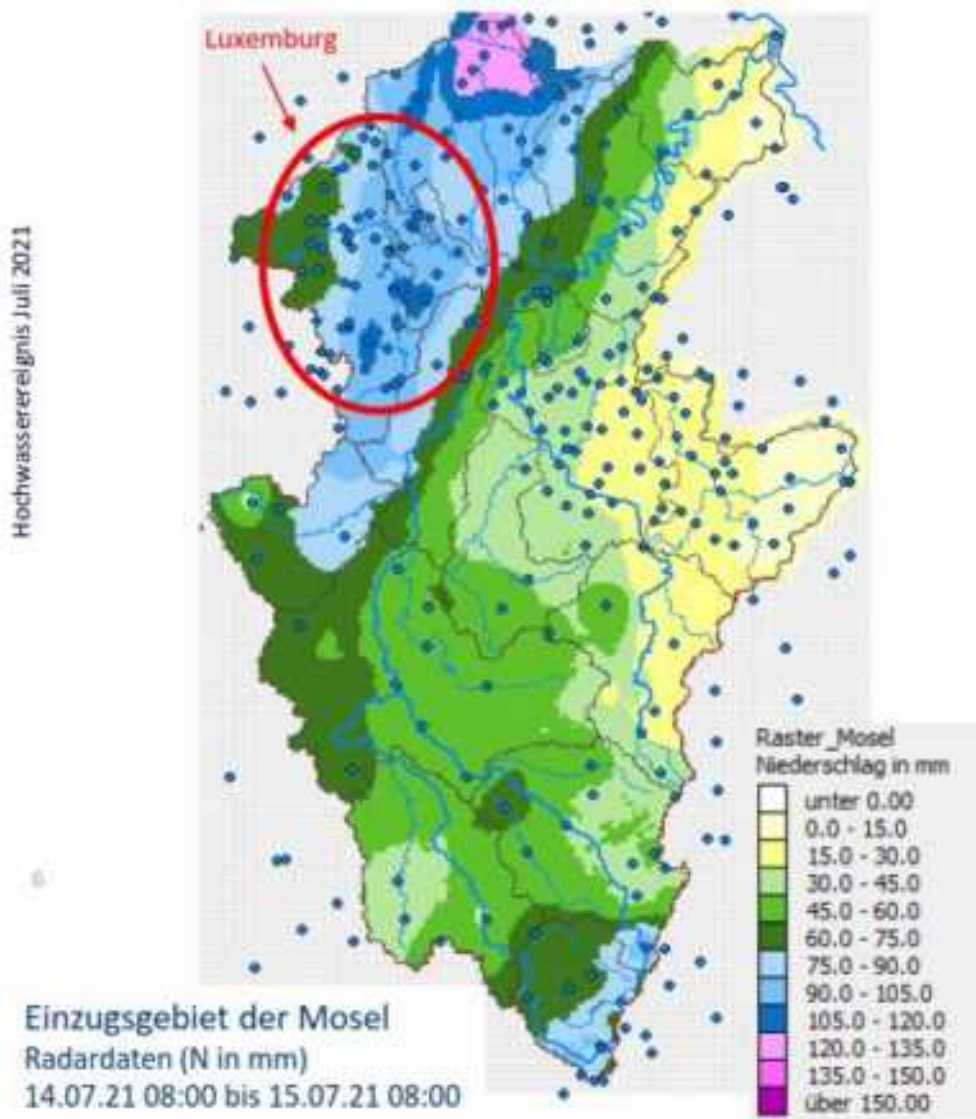 Luxemburg
Hochwasserereignis Juli 2021
Raster_Mosel
Niederschlag in mm
unter 0.00
0.0 - 15.0
15.0 - 30.0
30.0 - 45.0
45.0 - 60.0
60.0 - 75.0
75.0 - 90.0
90.0 - 105.0
105.0 - 120.0
120.0 - 135.0
135.0 - 150.0
über 150.00
6
Einzugsgebiet der Mosel
Radardaten (N in mm)
14.07.21 08:00 bis 15.07.21 08:00